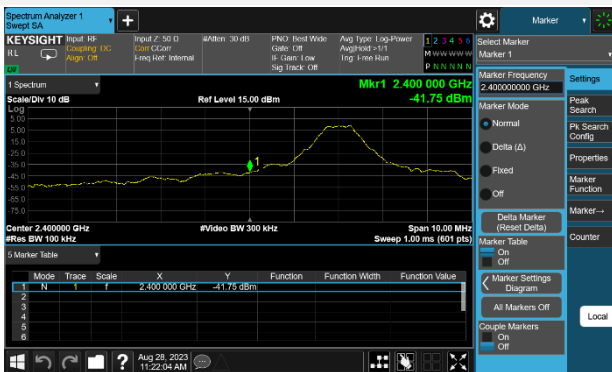 Spectrum Analyzer 1
Swept SA
+
Marker
KEYSIGHT
RL
LV
Input: RF
Coupling: DC
Align: Off
Input Z: 50 Ω
Corr CCorr
Freq Ref: Internal
#Atten: 30 dB
PNO: Best Wide
Gate: Off
IF Gain: Low
Sig Track: Off
Avg Type: Log-Power
Avg|Hold:>1/1
Trig: Free Run
1 2 3 4 5 6
M W W W W W
P N N N N N
1 Spectrum
Scale/Div 10 dB
Ref Level 15.00 dBm
Mkr1 2.400 000 GHz
-41.75 dBm
Log
5.00
-5.00
-15.0
-25.0
-35.0
-45.0
-55.0
-65.0
-75.0
1
Center 2.400000 GHz
#Res BW 100 kHz
#Video BW 300 kHz
Span 10.00 MHz
Sweep 1.00 ms (601 pts)
5 Marker Table
Mode Trace Scale X Y Function Function Width Function Value
1 N 1 f 2.400 000 GHz -41.75 dBm
2
3
4
5
6
?
Aug 28, 2023
11:22:04 AM
Select Marker
Marker 1
Marker Frequency
2.400000000 GHz
Marker Mode
Normal
Delta (Δ)
Fixed
Off
Delta Marker
(Reset Delta)
Marker Table
On
Off
Marker Settings
Diagram
All Markers Off
Couple Markers
On
Off
Settings
Peak
Search
Pk Search
Config
Properties
Marker
Function
Marker→
Counter
Local